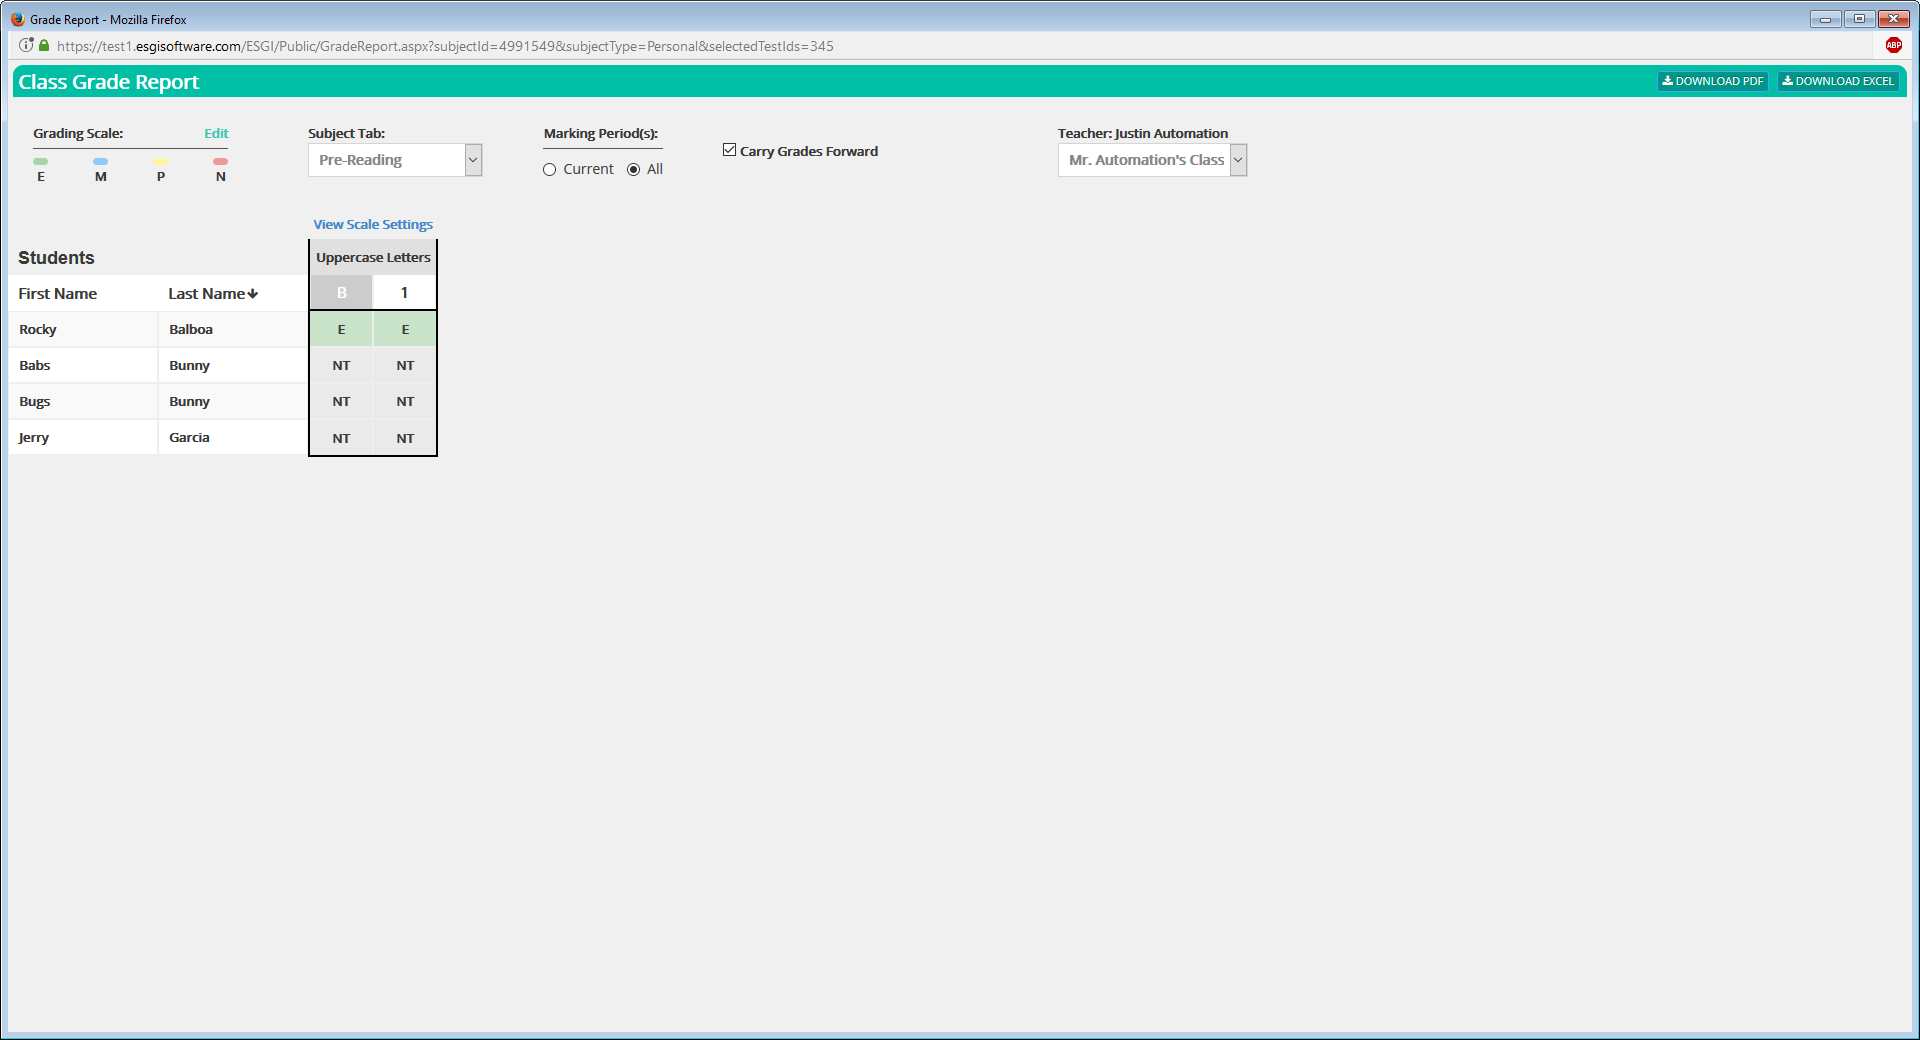 Grade Report - Mozilla Firefox
https://test1.esgisoftware.com/ESGI/Public/GradeReport.aspx?subjectId=4991549&subjectType=Personal&selectedTestIds=345
ABP
Class Grade Report
DOWNLOAD PDF
DOWNLOAD EXCEL
Grading Scale:
Edit
E M P N
Subject Tab:
Pre-Reading
Marking Period(s):
Current All
Carry Grades Forward
Teacher: Justin Automation
Mr. Automation's Class
View Scale Settings
Students
Uppercase Letters
First Name Last Name B 1
Rocky Balboa E E
Babs Bunny NT NT
Bugs Bunny NT NT
Jerry Garcia NT NT